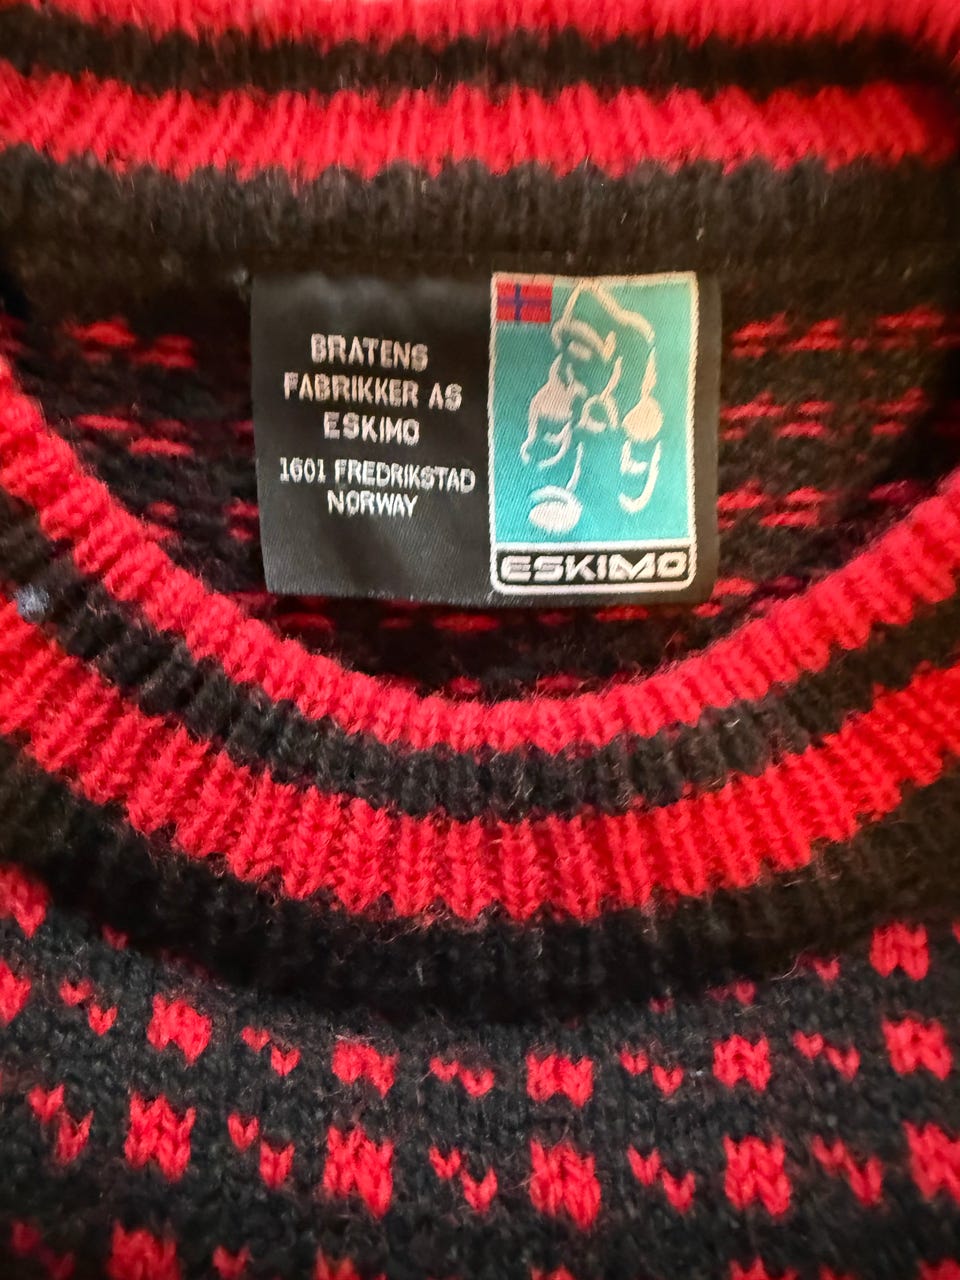 BRATENS
FABRIKKER AS
ESKIMO
1601 FREDRIKSTAD
NORWAY
ESKIMO